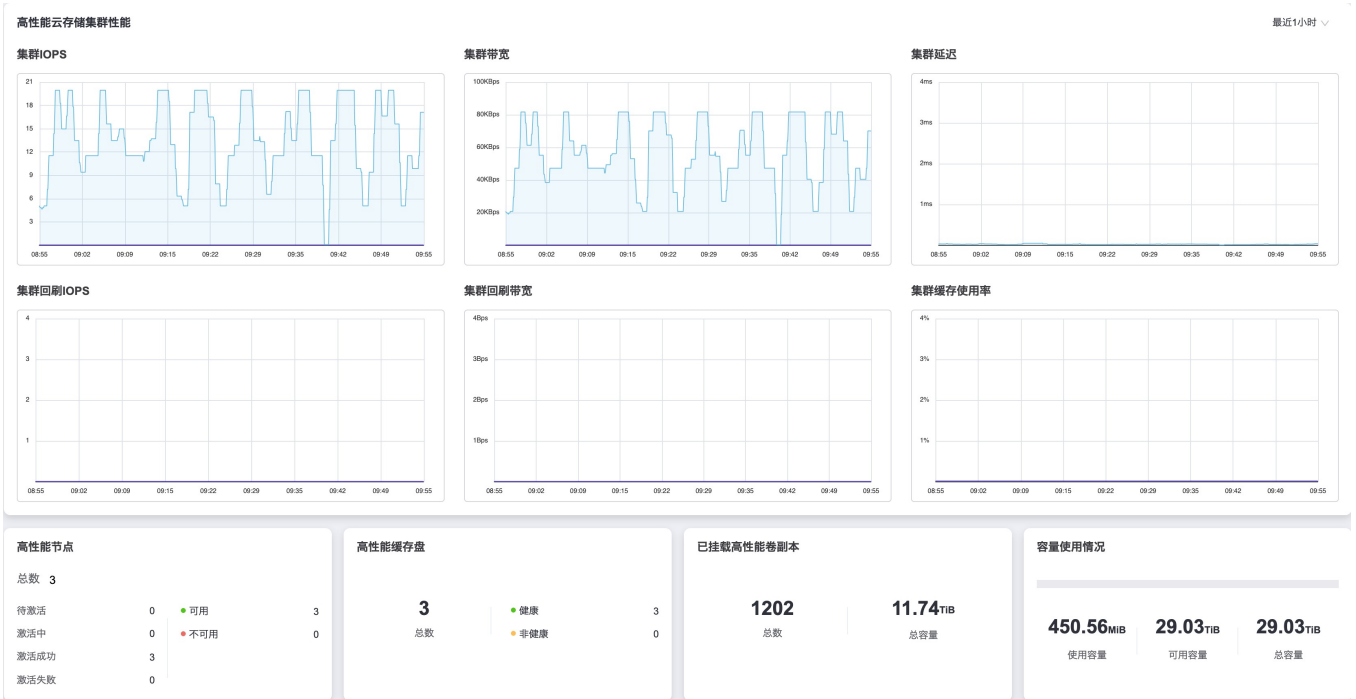 高性能云存储集群性能 最近1小时
集群IOPS
21
18
15
12
9
6
3
08:55 09:02 09:09 09:15 09:22 09:29 09:35 09:42 09:49 09:55
集群带宽
100KBps
80KBps
60KBps
40KBps
20KBps
08:55 09:02 09:09 09:15 09:22 09:29 09:35 09:42 09:49 09:55
集群延迟
4ms
3ms
2ms
1ms
08:55 09:02 09:09 09:15 09:22 09:29 09:35 09:42 09:49 09:55
集群回刷IOPS
4
3
2
1
08:55 09:02 09:09 09:15 09:22 09:29 09:35 09:42 09:49 09:55
集群回刷带宽
4Bps
3Bps
2Bps
1Bps
08:55 09:02 09:09 09:15 09:22 09:29 09:35 09:42 09:49 09:55
集群缓存使用率
4%
3%
2%
1%
08:55 09:02 09:09 09:15 09:22 09:29 09:35 09:42 09:49 09:55
高性能节点
总数 3
待激活 0
激活中 0
激活成功 3
激活失败 0
可用 3
不可用 0
高性能缓存盘
3
总数
健康 3
非健康 0
已挂载高性能卷副本
1202
总数
11.74TiB
总容量
容量使用情况
450.56MiB
使用容量
29.03TiB
可用容量
29.03TiB
总容量